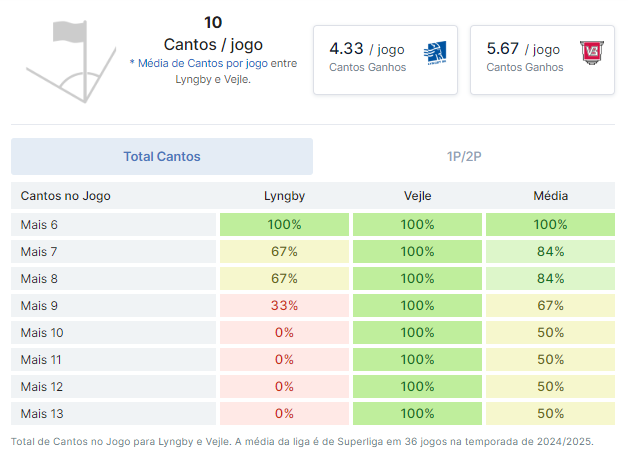 10
Cantos / jogo
* Média de Cantos por jogo entre
Lyngby e Vejle.
4.33 / jogo
Cantos Ganhos
5.67 / jogo
Cantos Ganhos
VB
Total Cantos
1P/2P
Cantos no Jogo Lyngby Vejle Média
Mais 6 100% 100% 100%
Mais 7 67% 100% 84%
Mais 8 67% 100% 84%
Mais 9 33% 100% 67%
Mais 10 0% 100% 50%
Mais 11 0% 100% 50%
Mais 12 0% 100% 50%
Mais 13 0% 100% 50%
Total de Cantos no Jogo para Lyngby e Vejle. A média da liga é de Superliga em 36 jogos na temporada de 2024/2025.